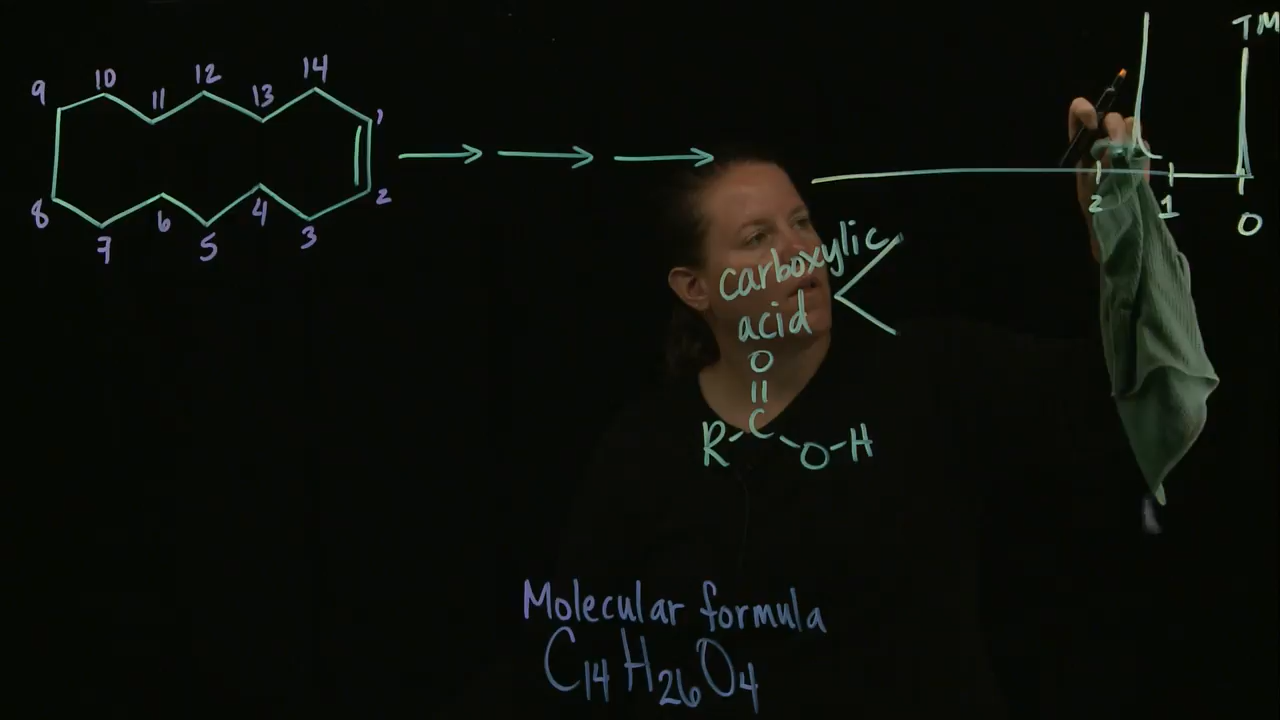 9 10 11 12 13 14 1
8 7 6 5 4 3 2
TM
2 1 0
carboxylic
acid
O
R-C
O-H
Molecular formula
C14H26O4